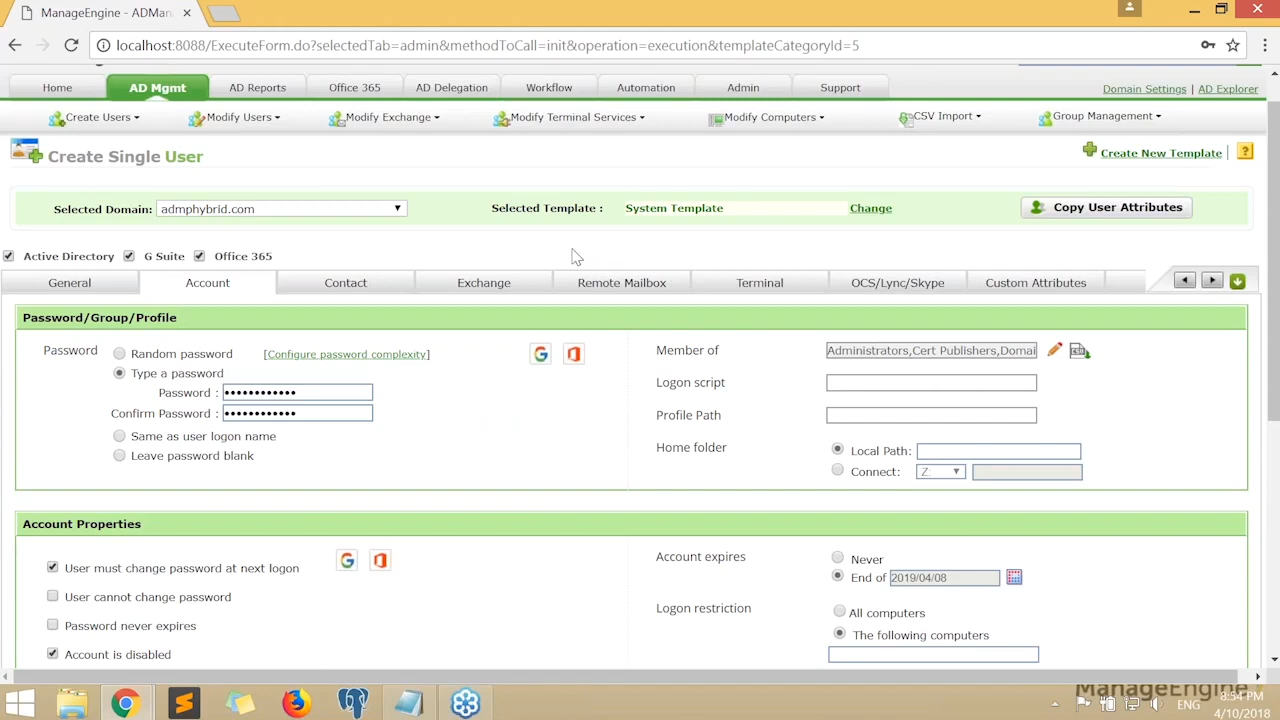 ManageEngine - ADMan
localhost:8088/ExecuteForm.do?selectedTab=admin&methodToCall=init&operation=execution&templateCategoryId=5
Home AD Mgmt AD Reports Office 365 AD Delegation Workflow Automation Admin Support Domain Settings | AD Explorer
Create Users Modify Users Modify Exchange Modify Terminal Services Modify Computers CSV Import Group Management
Create Single User Create New Template
Selected Domain: admphybrid.com Selected Template : System Template Change Copy User Attributes
Active Directory G Suite Office 365
General Account Contact Exchange Remote Mailbox Terminal OCS/Lync/Skype Custom Attributes
Password/Group/Profile
Password Random password [Configure password complexity] Member of Administrators,Cert Publishers,Domai
Type a password Logon script
Password :
Confirm Password : Profile Path
Same as user logon name Home folder Local Path:
Leave password blank Connect: Z:
Account Properties
User must change password at next logon Account expires Never
End of 2019/04/08
User cannot change password Logon restriction All computers
Password never expires The following computers
Account is disabled
ManageEngine
ENG 8:54 PM
4/10/2018